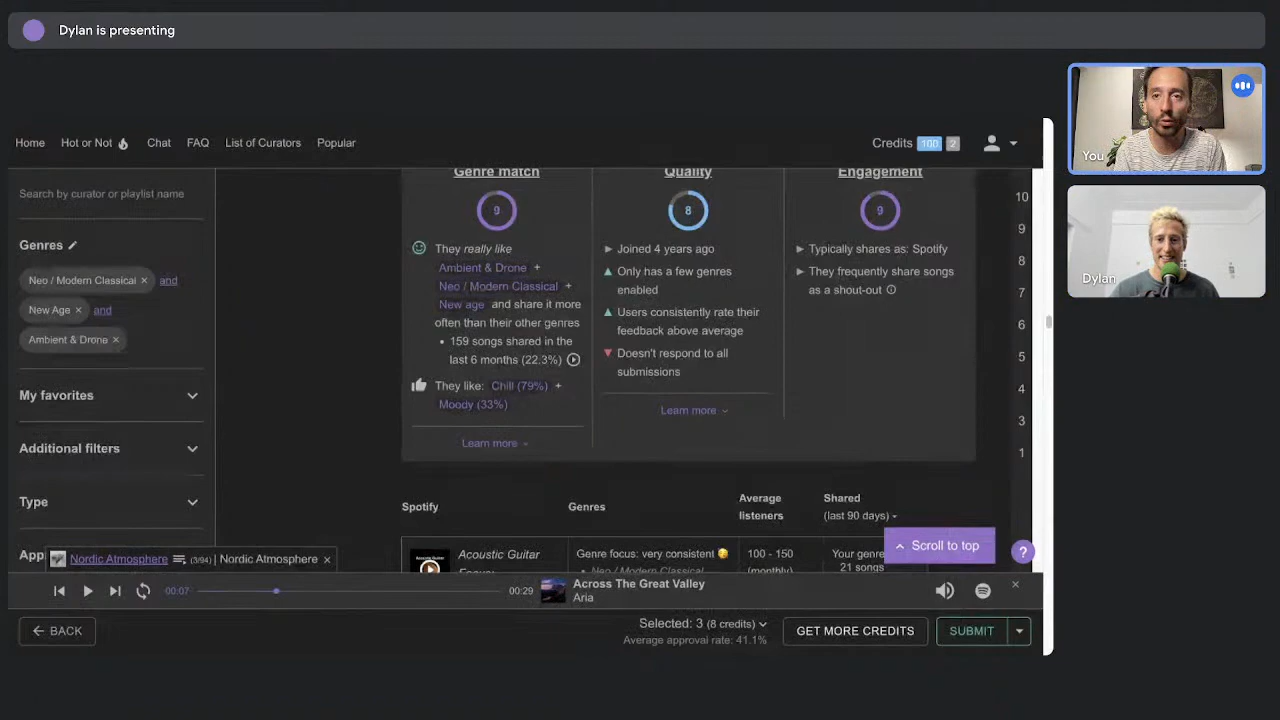 Dylan is presenting
Home Hot or Not Chat FAQ List of Curators Popular Credits 100 2
Search by curator or playlist name
Genres
Neo / Modern Classical × and
New Age × and
Ambient & Drone ×
My favorites
Additional filters
Type
App
Genre match
9
They really like
Ambient & Drone +
Neo / Modern Classical +
New age and share it more
often than their other genres
• 159 songs shared in the
last 6 months (22.3%)
They like: Chill (79%) +
Moody (33%)
Learn more
Quality
8
Joined 4 years ago
Only has a few genres
enabled
Users consistently rate their
feedback above average
Doesn't respond to all
submissions
Learn more
Engagement
9
Typically shares as: Spotify
They frequently share songs
as a shout-out
10
9
8
7
6
5
4
3
1
Spotify Genres Average
listeners Shared
(last 90 days)
Acoustic Guitar
Genre focus: very consistent
• Neo / Modern Classical
100 - 150
(monthly)
Your genre
21 songs
Scroll to top
?
Nordic Atmosphere (3/94) | Nordic Atmosphere ×
00:07 00:29 Across The Great Valley
Aria
BACK
Selected: 3 (8 credits)
Average approval rate: 41.1%
GET MORE CREDITS
SUBMIT
You
Dylan